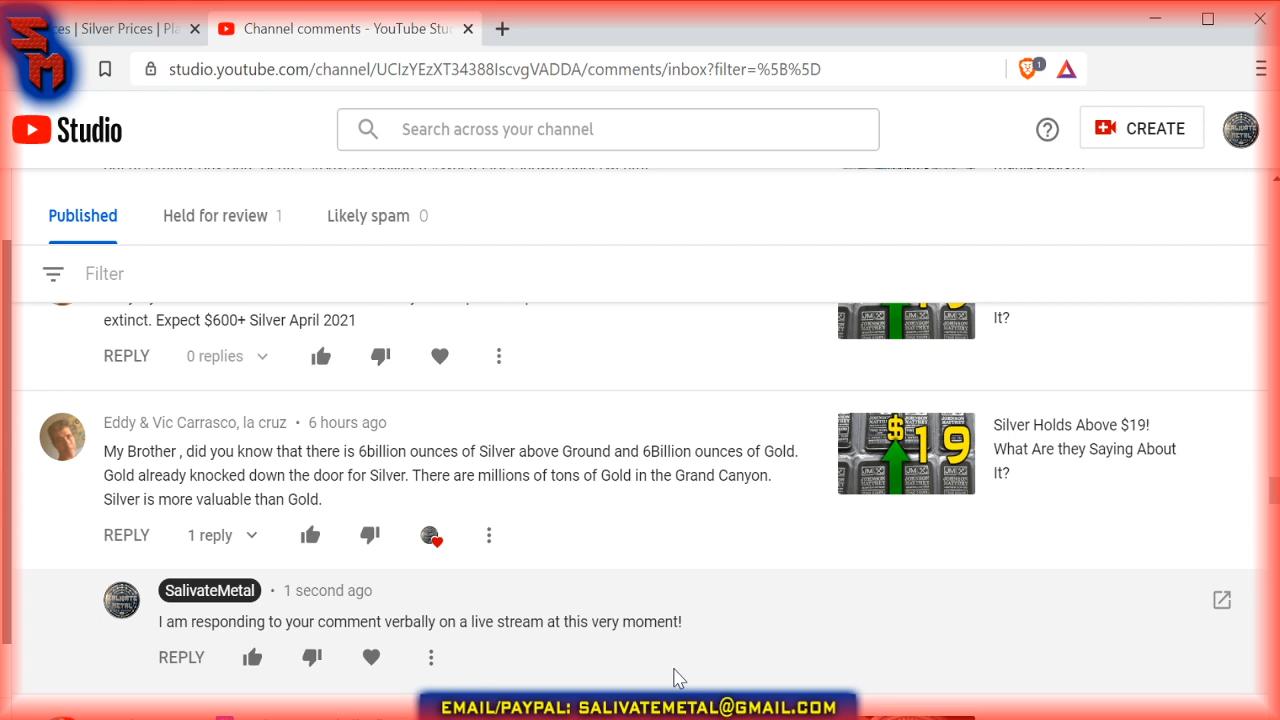 SM
es | Silver Prices | Pla
Channel comments - YouTube Stu
studio.youtube.com/channel/UCIzYEzXT34388IscvgVADDA/comments/inbox?filter=%5B%5D
1
Studio
Search across your channel
CREATE
Published
Held for review 1
Likely spam 0
Filter
extinct. Expect $600+ Silver April 2021
It?
REPLY
0 replies
Eddy & Vic Carrasco, la cruz • 6 hours ago
My Brother, did you know that there is 6billion ounces of Silver above Ground and 6Billion ounces of Gold.
Gold already knocked down the door for Silver. There are millions of tons of Gold in the Grand Canyon.
Silver is more valuable than Gold.
REPLY
1 reply
$19
Silver Holds Above $19!
What Are they Saying About
It?
SalivateMetal • 1 second ago
I am responding to your comment verbally on a live stream at this very moment!
REPLY
EMAIL/PAYPAL: SALIVATEMETAL@GMAIL.COM